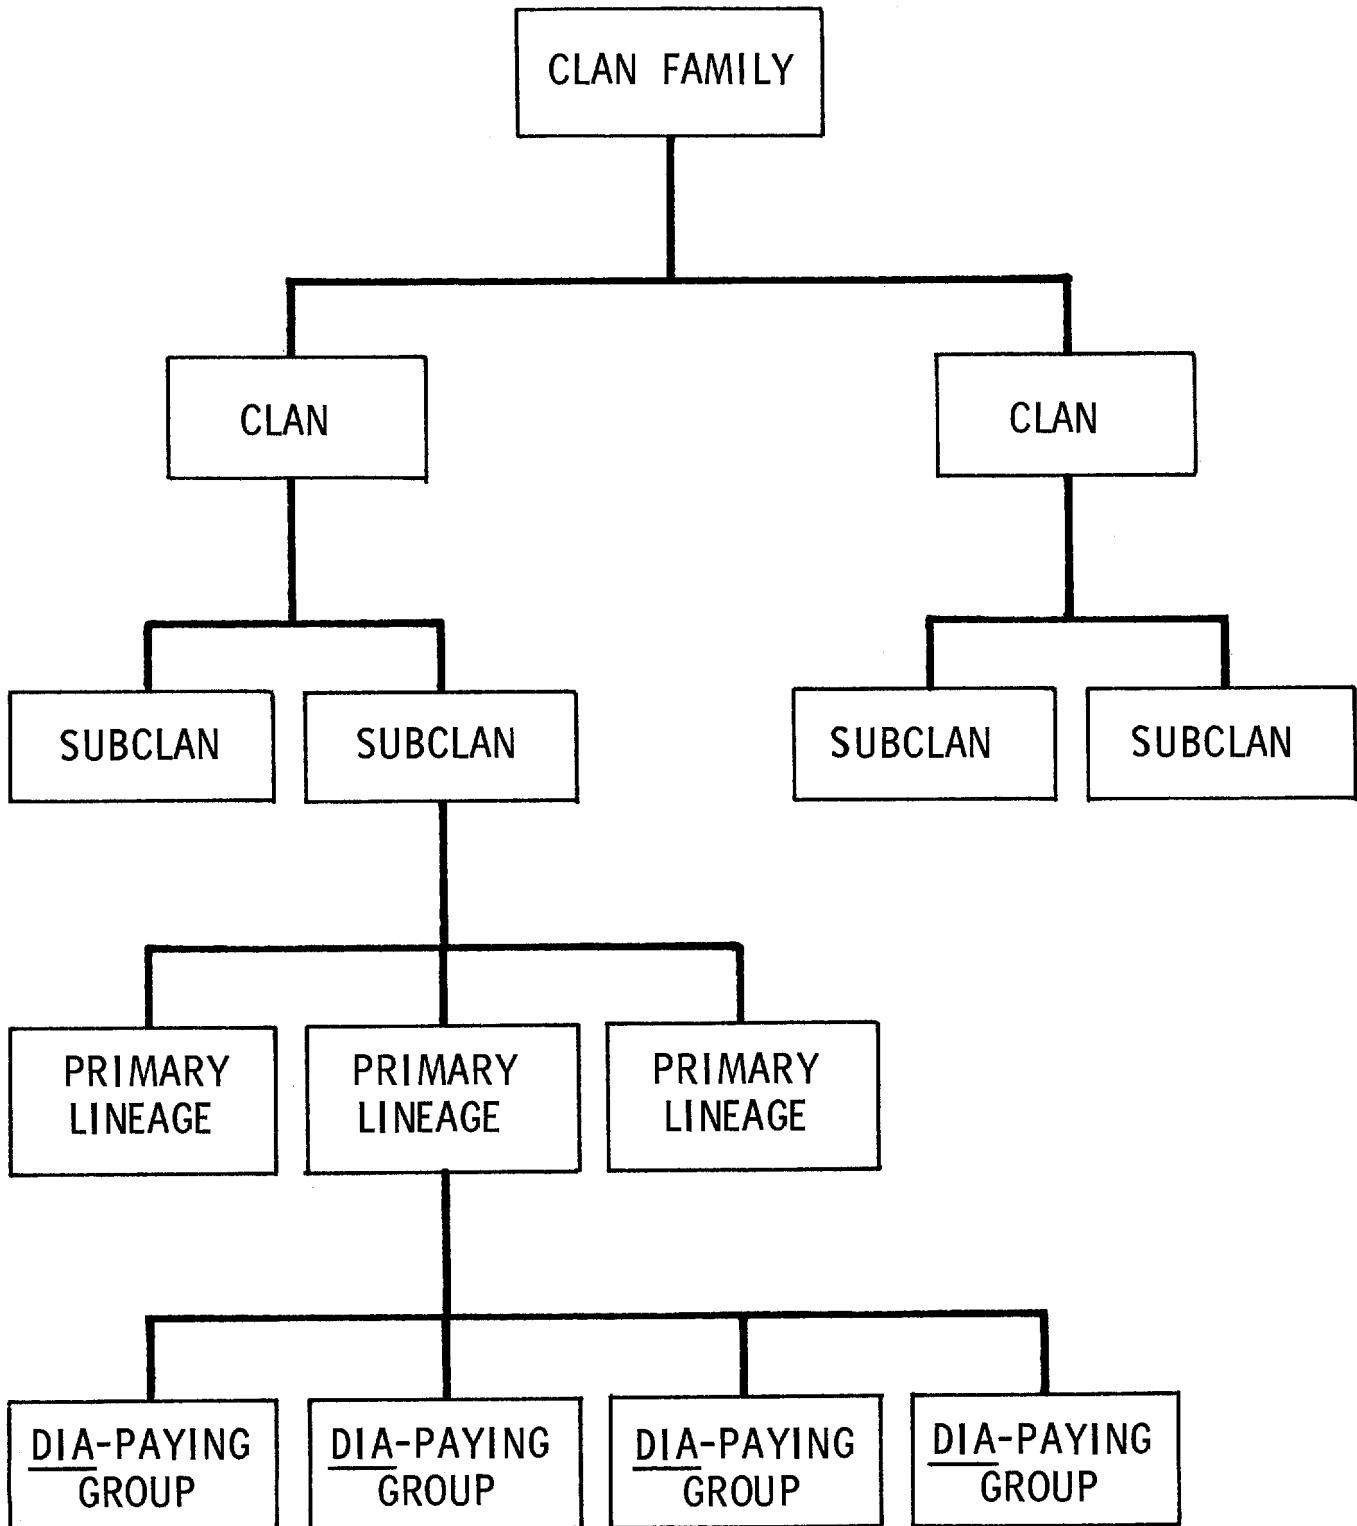 CLAN FAMILY
CLAN
CLAN
SUBCLAN
SUBCLAN
SUBCLAN
SUBCLAN
PRIMARY
LINEAGE
PRIMARY
LINEAGE
PRIMARY
LINEAGE
DIA-PAYING
GROUP
DIA-PAYING
GROUP
DIA-PAYING
GROUP
DIA-PAYING
GROUP